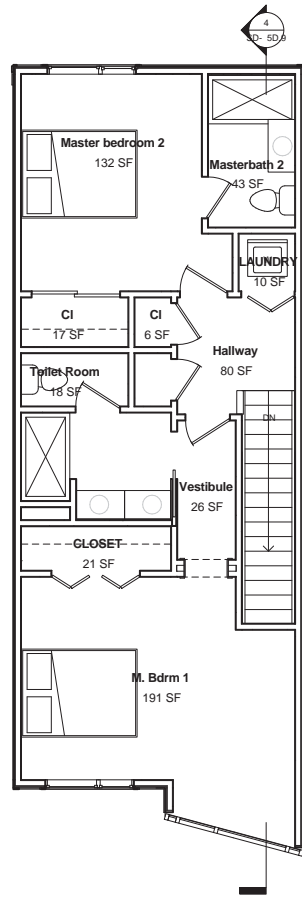 4
5D.9
Master bedroom 2
132 SF
Masterbath 2
43 SF
LAUNDRY
10 SF
Cl
17 SF
Cl
6 SF
Hallway
80 SF
Toilet Room
18 SF
DN
Vestibule
26 SF
CLOSET
21 SF
M. Bdrm 1
191 SF